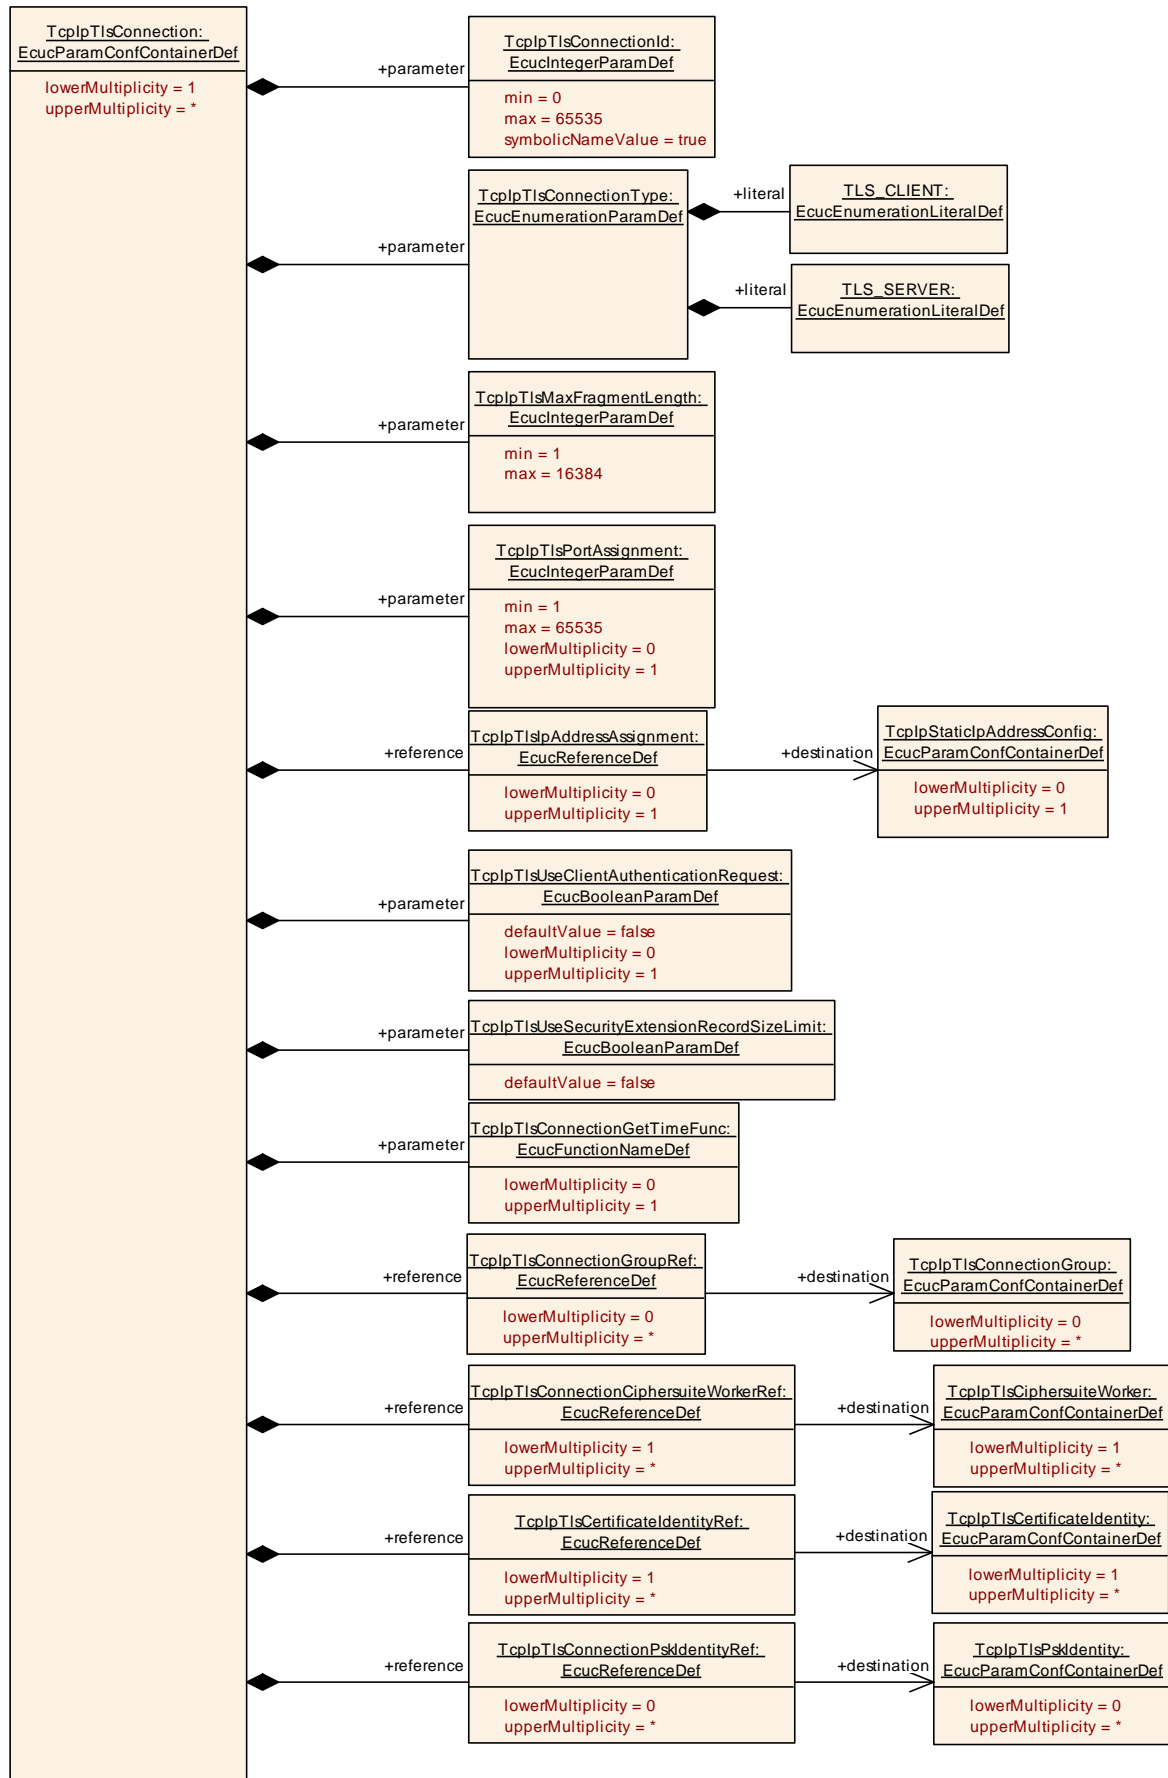 TcpIpTlsConnection:
EcucParamConfContainerDef
lowerMultiplicity = 1
upperMultiplicity = *
+parameter
TcpIpTlsConnectionId:
EcucIntegerParamDef
min = 0
max = 65535
symbolicNameValue = true
+parameter
TcpIpTlsConnectionType:
EcucEnumerationParamDef
+literal
TLS_CLIENT:
EcucEnumerationLiteralDef
+literal
TLS_SERVER:
EcucEnumerationLiteralDef
+parameter
TcpIpTlsMaxFragmentLength:
EcucIntegerParamDef
min = 1
max = 16384
+parameter
TcpIpTlsPortAssignment:
EcucIntegerParamDef
min = 1
max = 65535
lowerMultiplicity = 0
upperMultiplicity = 1
+reference
TcpIpTlsIpAddressAssignment:
EcucReferenceDef
lowerMultiplicity = 0
upperMultiplicity = 1
+destination
TcpIpStaticIpAddressConfig:
EcucParamConfContainerDef
lowerMultiplicity = 0
upperMultiplicity = 1
+parameter
TcpIpTlsUseClientAuthenticationRequest:
EcucBooleanParamDef
defaultValue = false
lowerMultiplicity = 0
upperMultiplicity = 1
+parameter
TcpIpTlsUseSecurityExtensionRecordSizeLimit:
EcucBooleanParamDef
defaultValue = false
+parameter
TcpIpTlsConnectionGetTimeFunc:
EcucFunctionNameDef
lowerMultiplicity = 0
upperMultiplicity = 1
+reference
TcpIpTlsConnectionGroupRef:
EcucReferenceDef
lowerMultiplicity = 0
upperMultiplicity = *
+destination
TcpIpTlsConnectionGroup:
EcucParamConfContainerDef
lowerMultiplicity = 0
upperMultiplicity = *
+reference
TcpIpTlsConnectionCiphersuiteWorkerRef:
EcucReferenceDef
lowerMultiplicity = 1
upperMultiplicity = *
+destination
TcpIpTlsCiphersuiteWorker:
EcucParamConfContainerDef
lowerMultiplicity = 1
upperMultiplicity = *
+reference
TcpIpTlsCertificateIdentityRef:
EcucReferenceDef
lowerMultiplicity = 1
upperMultiplicity = *
+destination
TcpIpTlsCertificateIdentity:
EcucParamConfContainerDef
lowerMultiplicity = 1
upperMultiplicity = *
+reference
TcpIpTlsConnectionPskIdentityRef:
EcucReferenceDef
lowerMultiplicity = 0
upperMultiplicity = *
+destination
TcpIpTlsPskIdentity:
EcucParamConfContainerDef
lowerMultiplicity = 0
upperMultiplicity = *